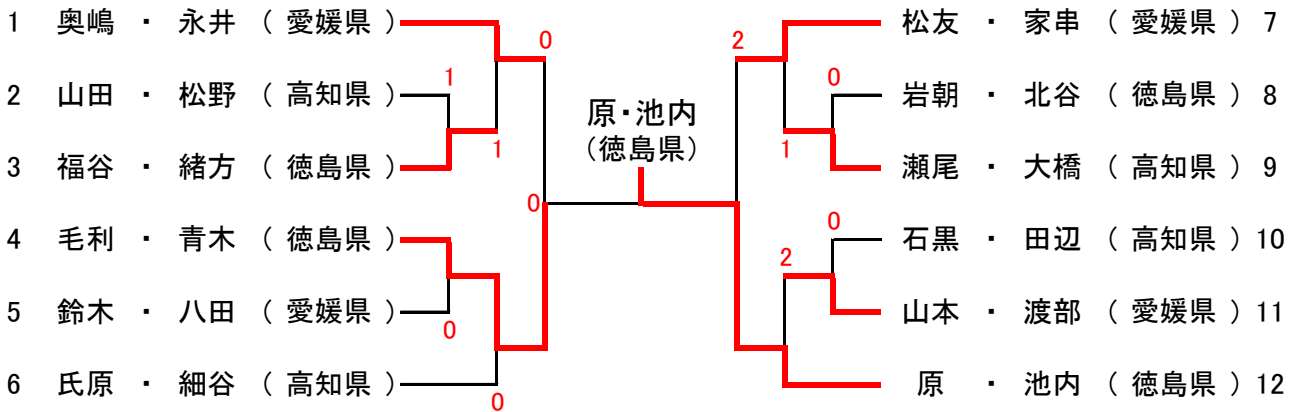 1 奥嶋 ・ 永井 ( 愛媛県 )
2 山田 ・ 松野 ( 高知県 )
3 福谷 ・ 緒方 ( 徳島県 )
4 毛利 ・ 青木 ( 徳島県 )
5 鈴木 ・ 八田 ( 愛媛県 )
6 氏原 ・ 細谷 ( 高知県 )
0
1
1
0
0
0
原・池内
(徳島県)
2
0
1
0
2
松友 ・ 家串 ( 愛媛県 ) 7
岩朝 ・ 北谷 ( 徳島県 ) 8
瀬尾 ・ 大橋 ( 高知県 ) 9
石黒 ・ 田辺 ( 高知県 ) 10
山本 ・ 渡部 ( 愛媛県 ) 11
原 ・ 池内 ( 徳島県 ) 12